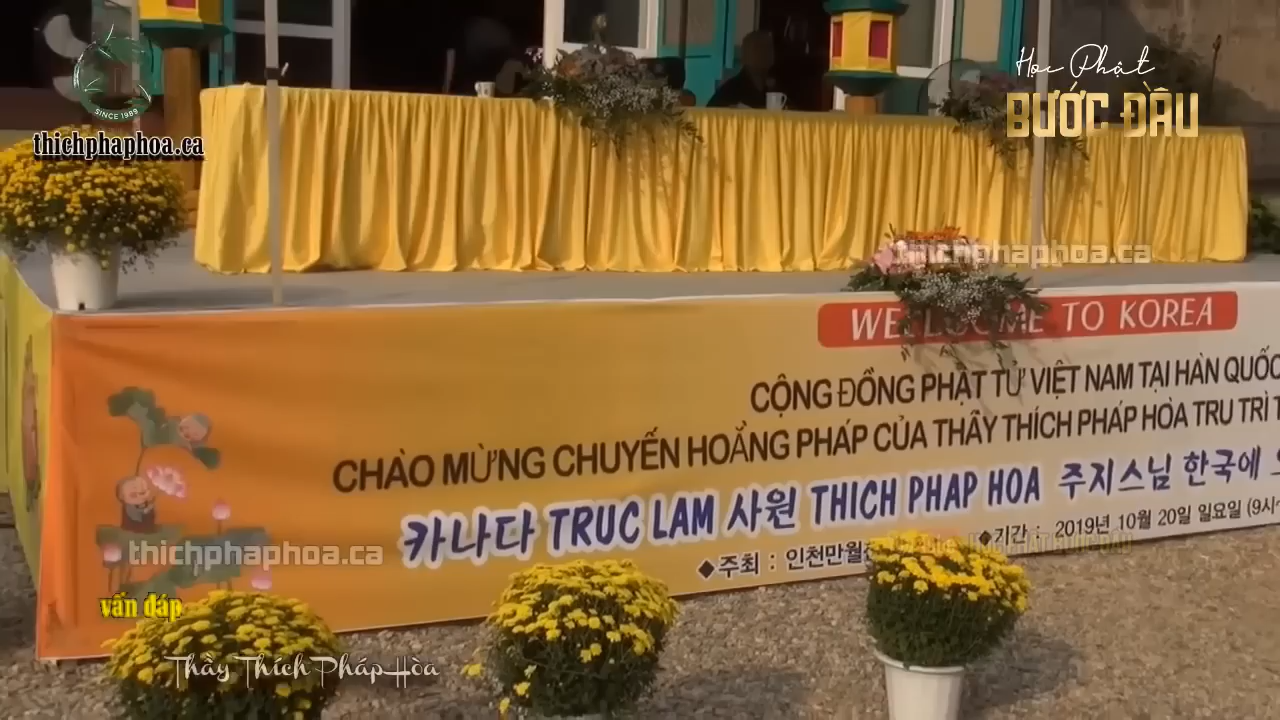 SINCE 1989
thichphaphoa.ca
Học Phật
BƯỚC ĐẦU
thichphaphoa.ca
WELLCOME TO KOREA
CỘNG ĐỒNG PHẬT TỬ VIỆT NAM TẠI HÀN QUỐC
CHÀO MỪNG CHUYẾN HOẰNG PHÁP CỦA THẦY THÍCH PHÁP HÒA TRỤ TRÌ
카나다 TRUC LAM 사원 THICH PHAP HOA 주지스님 한국에
◆기간 : 2019년 10월 20일 일요일 (9시
◆주최 : 인천만월
thichphaphoa.ca
vấn đáp
Thầy Thích Pháp Hòa